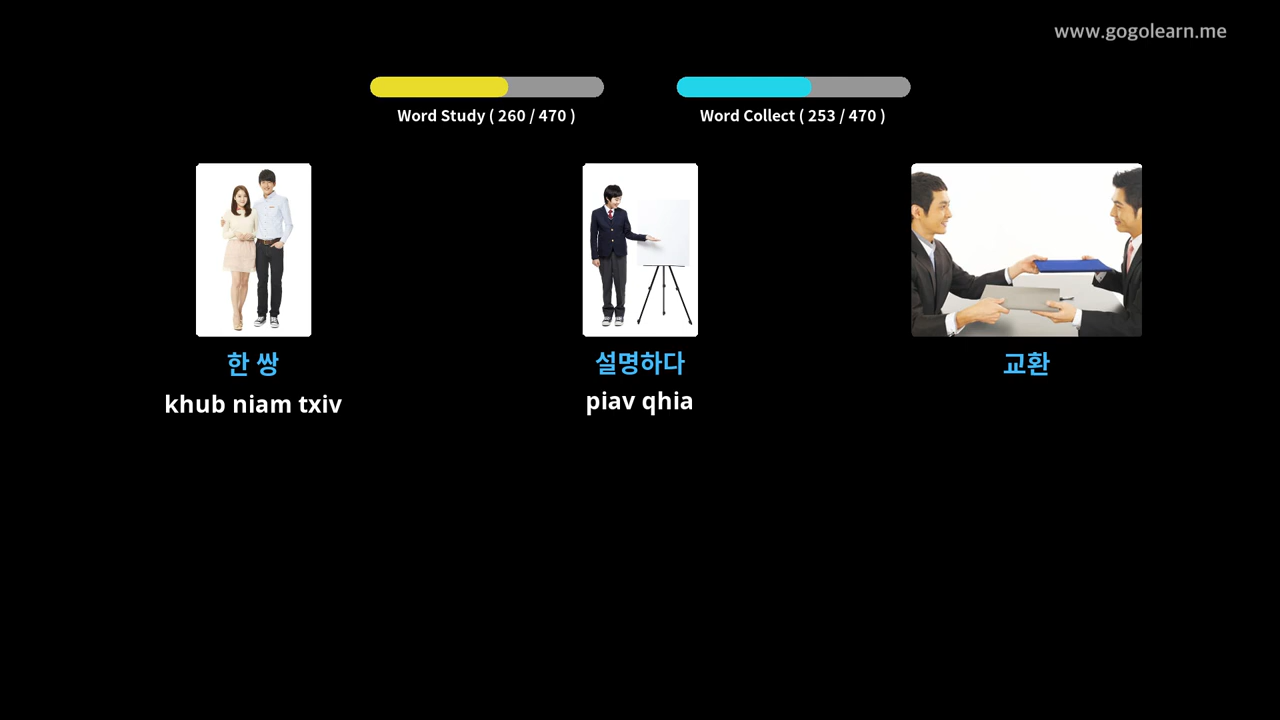 www.gogolearn.me
Word Study ( 260 / 470 )
Word Collect ( 253 / 470 )
한 쌍
설명하다
교환
khub niam txiv
piav qhia